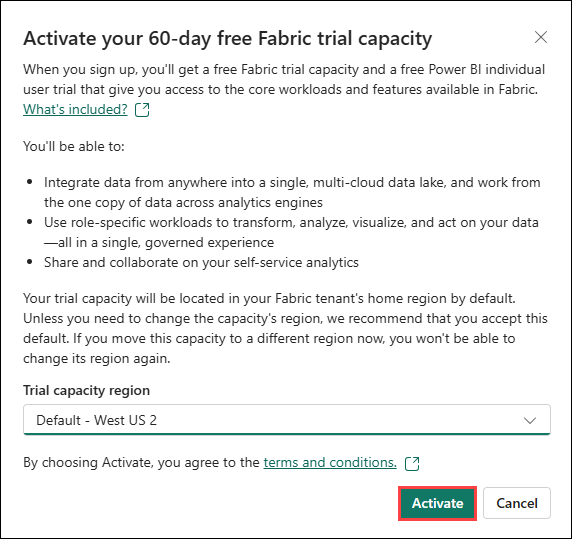 Activate your 60-day free Fabric trial capacity
When you sign up, you'll get a free Fabric trial capacity and a free Power BI individual
user trial that give you access to the core workloads and features available in Fabric.
What's included?
You'll be able to:
• Integrate data from anywhere into a single, multi-cloud data lake, and work from
the one copy of data across analytics engines
• Use role-specific workloads to transform, analyze, visualize, and act on your data
—all in a single, governed experience
• Share and collaborate on your self-service analytics
Your trial capacity will be located in your Fabric tenant's home region by default.
Unless you need to change the capacity's region, we recommend that you accept this
default. If you move this capacity to a different region now, you won't be able to
change its region again.
Trial capacity region
Default - West US 2
By choosing Activate, you agree to the terms and conditions.
Activate Cancel